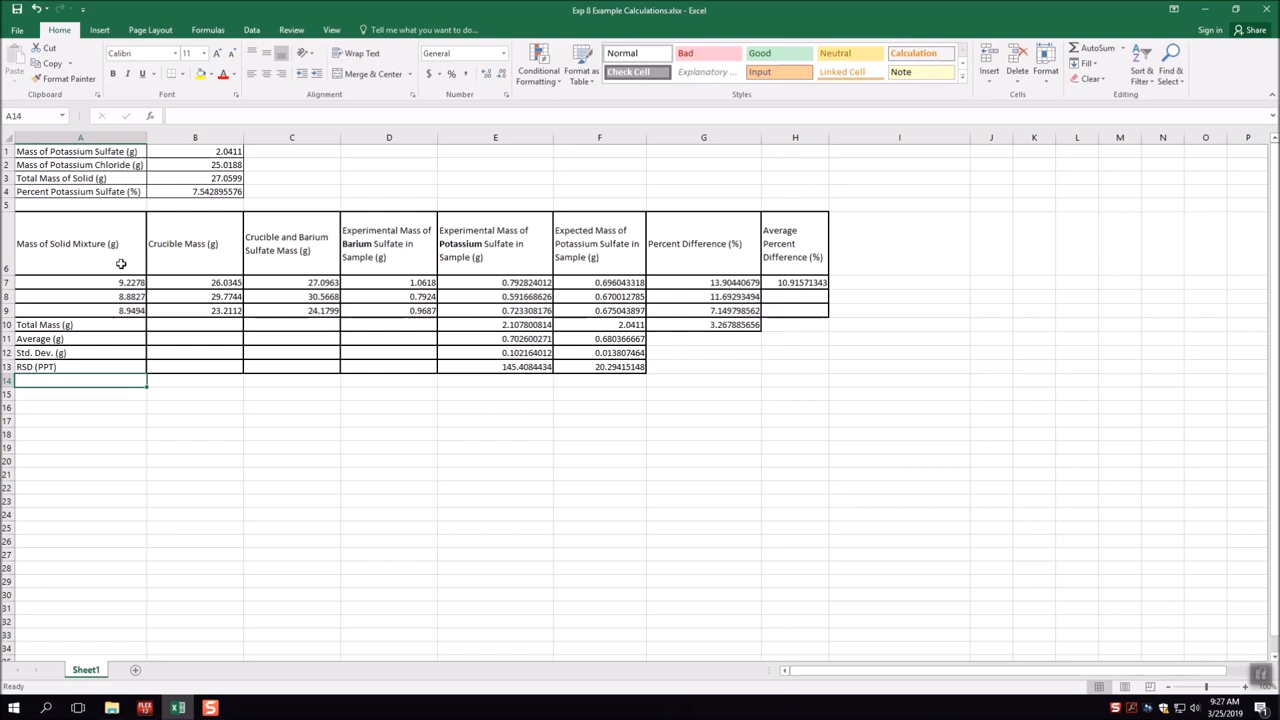 Exp 8 Example Calculations.xlsx - Excel
File Home Insert Page Layout Formulas Data Review View Tell me what you want to do... Sign in Share
Cut
Copy
Format Painter
Paste
Clipboard
Calibri 11
B I U
Font
Wrap Text
Merge & Center
Alignment
General
$ % ,
Number
Conditional Formatting
Format as Table
Normal Bad Good Neutral Calculation
Check Cell Explanatory ... Input Linked Cell Note
Styles
Insert Delete Format
Cells
AutoSum
Fill
Clear
Sort & Filter
Find & Select
Editing
A14
fx
A B C D E F G H I J K L M N O P
1 Mass of Potassium Sulfate (g) 2.0411
2 Mass of Potassium Chloride (g) 25.0188
3 Total Mass of Solid (g) 27.0599
4 Percent Potassium Sulfate (%) 7.542895576
5
6
Mass of Solid Mixture (g)
Crucible Mass (g)
Crucible and Barium
Sulfate Mass (g)
Experimental Mass of
Barium Sulfate in
Sample (g)
Experimental Mass of
Potassium Sulfate in
Sample (g)
Expected Mass of
Potassium Sulfate in
Sample (g)
Percent Difference (%)
Average
Percent
Difference (%)
7 9.2278 26.0345 27.0963 1.0618 0.792824012 0.696043318 13.90440679 10.91571343
8 8.8827 29.7744 30.5668 0.7924 0.591668626 0.670012785 11.69293494
9 8.9494 23.2112 24.1799 0.9687 0.723308176 0.675043897 7.149798562
10 Total Mass (g) 2.107800814 2.0411 3.267885656
11 Average (g) 0.702600271 0.680366667
12 Std. Dev. (g) 0.102164012 0.013807464
13 RSD (PPT) 145.4084434 20.29415148
14
15
16
17
18
19
20
21
22
23
24
25
26
27
28
29
30
31
32
33
34
Sheet1
Ready
100%
9:27 AM
3/25/2019